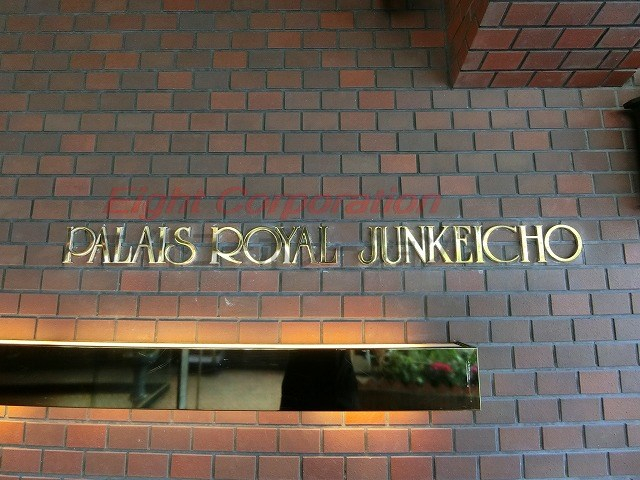 Eight Corporation
PALAIS ROYAL JUNKEICHO